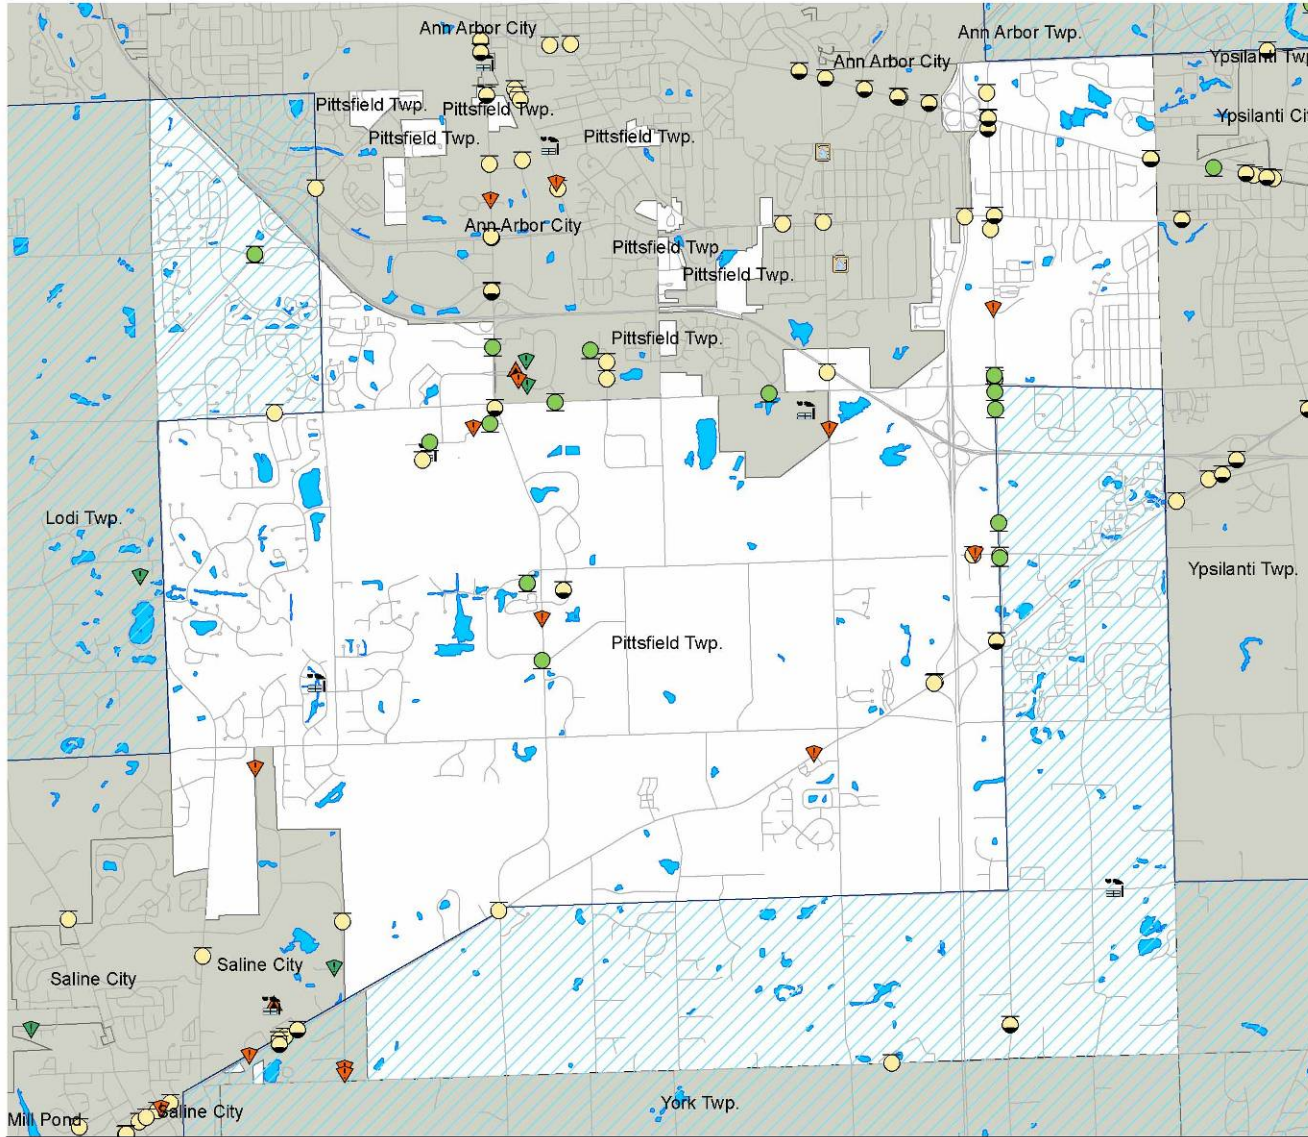 Ann Arbor City
Ann Arbor Twp.
Ypsilanti Twp
Ann Arbor City
Pittsfield Twp.
Pittsfield Twp.
Ypsilanti Ci
Pittsfield Twp.
Pittsfield Twp.
Ann Arbor City
Pittsfield Twp.
Pittsfield Twp.
Pittsfield Twp.
Lodi Twp.
Ypsilanti Twp.
Pittsfield Twp.
Saline City
Saline City
York Twp.
Saline City
Mill Pond